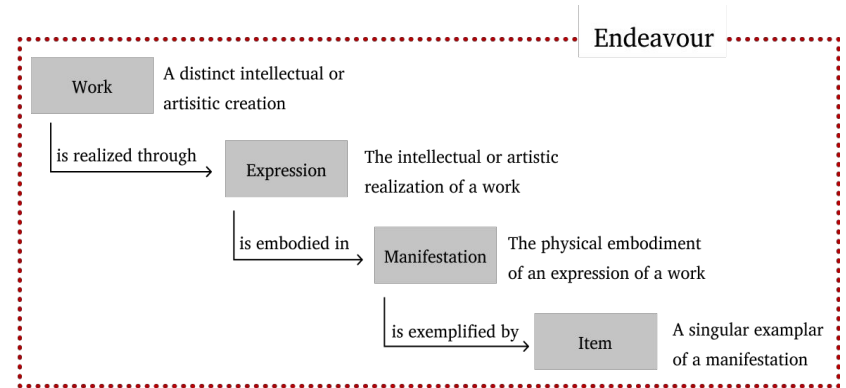 Endeavour
Work
A distinct intellectual or
artisitic creation
is realized through
Expression
The intellectual or artistic
realization of a work
is embodied in
Manifestation
The physical embodiment
of an expression of a work
is exemplified by
Item
A singular examplar
of a manifestation